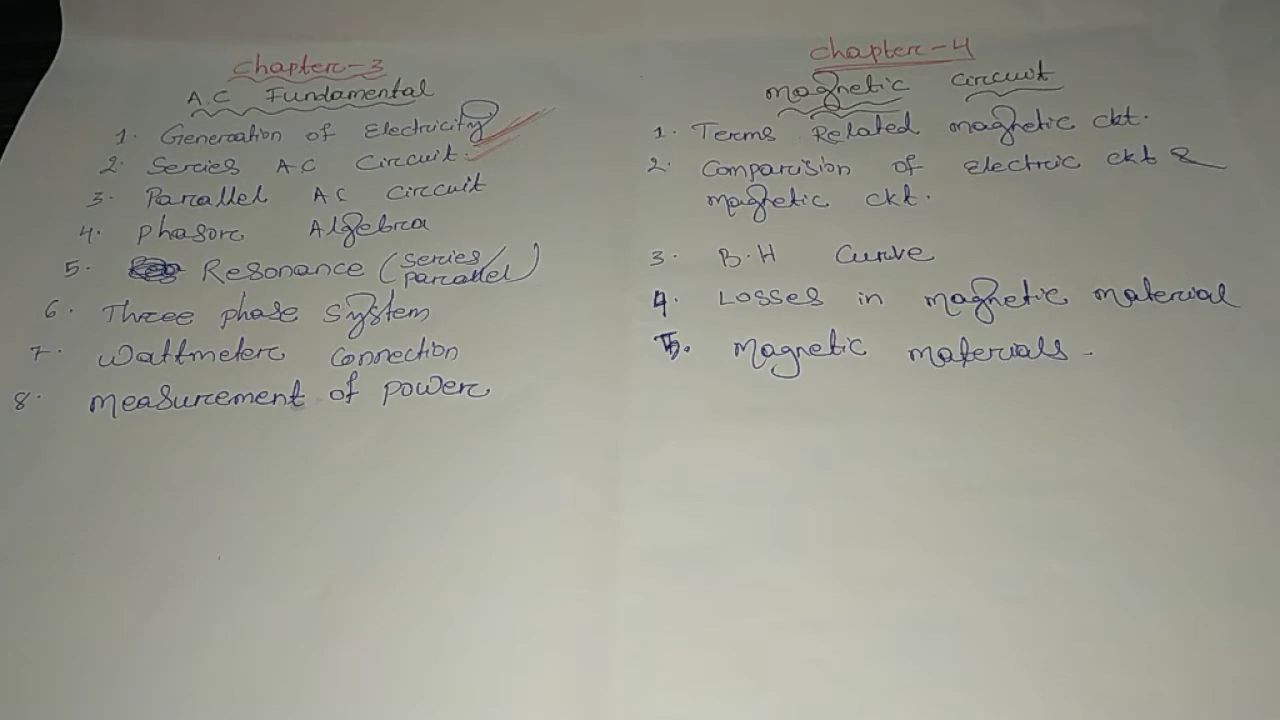 Chapter-3
A.C Fundamental
1. Generation of Electricity
2. Series A.C Circuit.
3. Parallel A.C Circuit
4. Phasor Algebra
5. Resonance (series/parallel)
6. Three phase System
7. Wattmeter Connection
8. Measurement of power
Chapter-4
Magnetic Circuit
1. Terms Related magnetic ckt.
2. Comparision of electric ckt &
magnetic ckt.
3. B.H Curve
4. Losses in magnetic material
5. Magnetic materials.